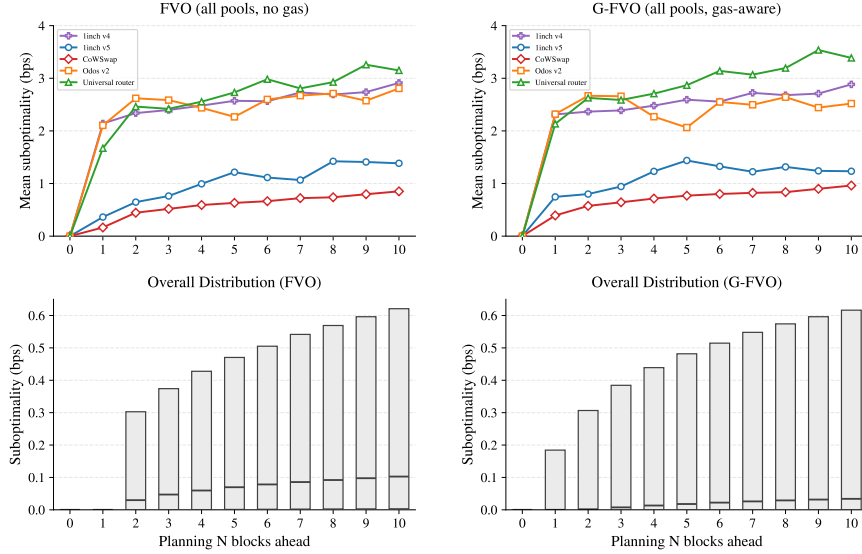 FVO (all pools, no gas)
Mean suboptimality (bps)
4
3
2
1
0
1inch v4
1inch v5
CoWSwap
Odos v2
Universal router
0 1 2 3 4 5 6 7 8 9 10
G-FVO (all pools, gas-aware)
Mean suboptimality (bps)
4
3
2
1
0
1inch v4
1inch v5
CoWSwap
Odos v2
Universal router
0 1 2 3 4 5 6 7 8 9 10
Overall Distribution (FVO)
Suboptimality (bps)
0.6
0.5
0.4
0.3
0.2
0.1
0.0
0 1 2 3 4 5 6 7 8 9 10
Planning N blocks ahead
Overall Distribution (G-FVO)
Suboptimality (bps)
0.6
0.5
0.4
0.3
0.2
0.1
0.0
0 1 2 3 4 5 6 7 8 9 10
Planning N blocks ahead